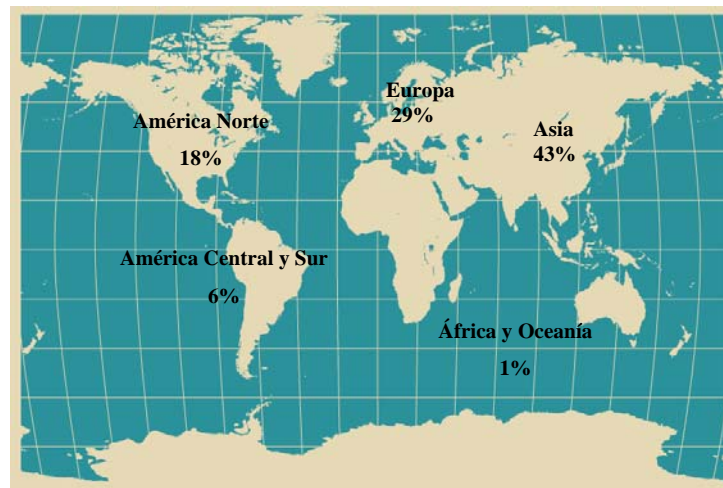 Europa
29%
América Norte
18%
Asia
43%
América Central y Sur
6%
África y Oceanía
1%